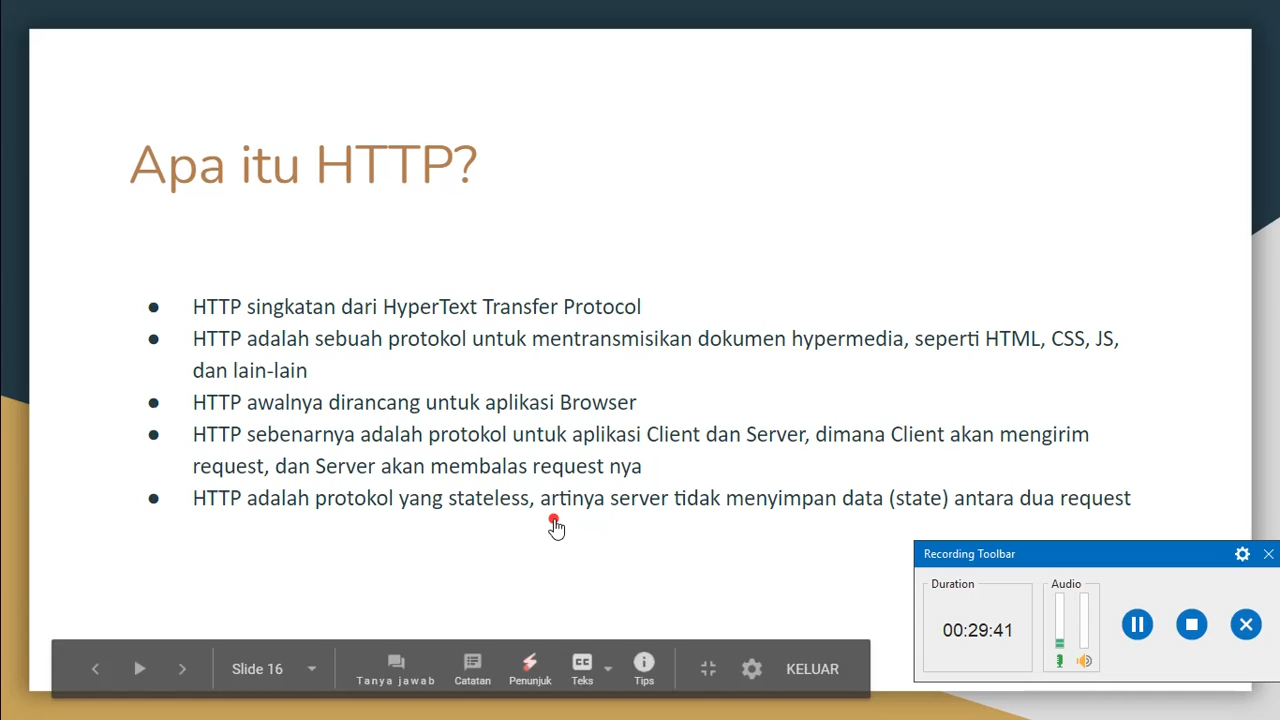 Apa itu HTTP?
● HTTP singkatan dari HyperText Transfer Protocol
● HTTP adalah sebuah protokol untuk mentransmisikan dokumen hypermedia, seperti HTML, CSS, JS,
dan lain-lain
● HTTP awalnya dirancang untuk aplikasi Browser
● HTTP sebenarnya adalah protokol untuk aplikasi Client dan Server, dimana Client akan mengirim
request, dan Server akan membalas request nya
● HTTP adalah protokol yang stateless, artinya server tidak menyimpan data (state) antara dua request
Recording Toolbar
Duration
Audio
00:29:41
Slide 16
Tanya jawab
Catatan
Penunjuk
CC
Teks
Tips
KELUAR